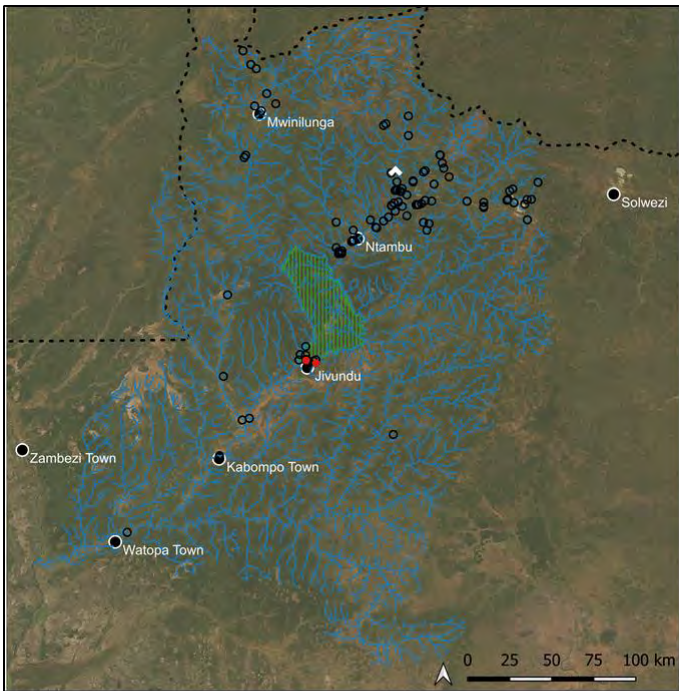 Mwinilunga
Solwezi
Ntambu
Jivundu
Zambezi Town
Kabompo Town
Watopa Town
0 25 50 75 100 km